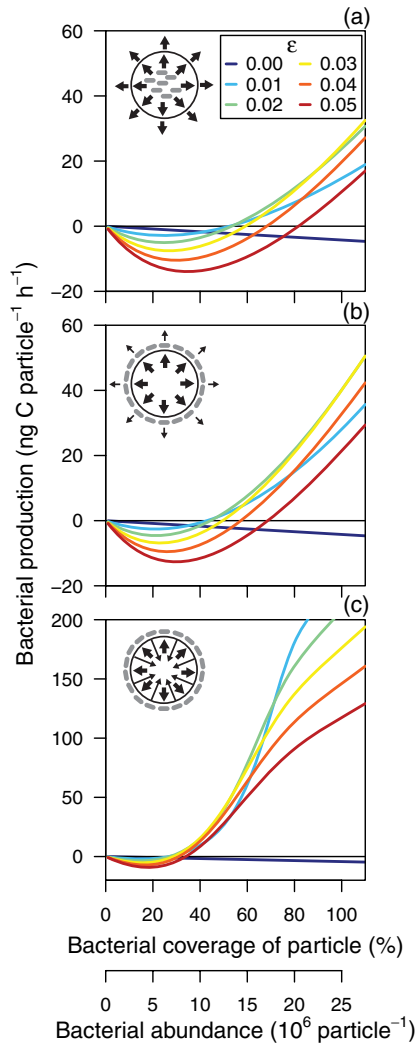 (a)
ε
0.00 0.03
0.01 0.04
0.02 0.05
60
40
20
0
−20
(b)
60
40
20
0
−20
(c)
200
150
100
50
0
Bacterial production (ng C particle⁻¹ h⁻¹)
0 20 40 60 80 100
Bacterial coverage of particle (%)
0 5 10 15 20 25
Bacterial abundance (10⁶ particle⁻¹)